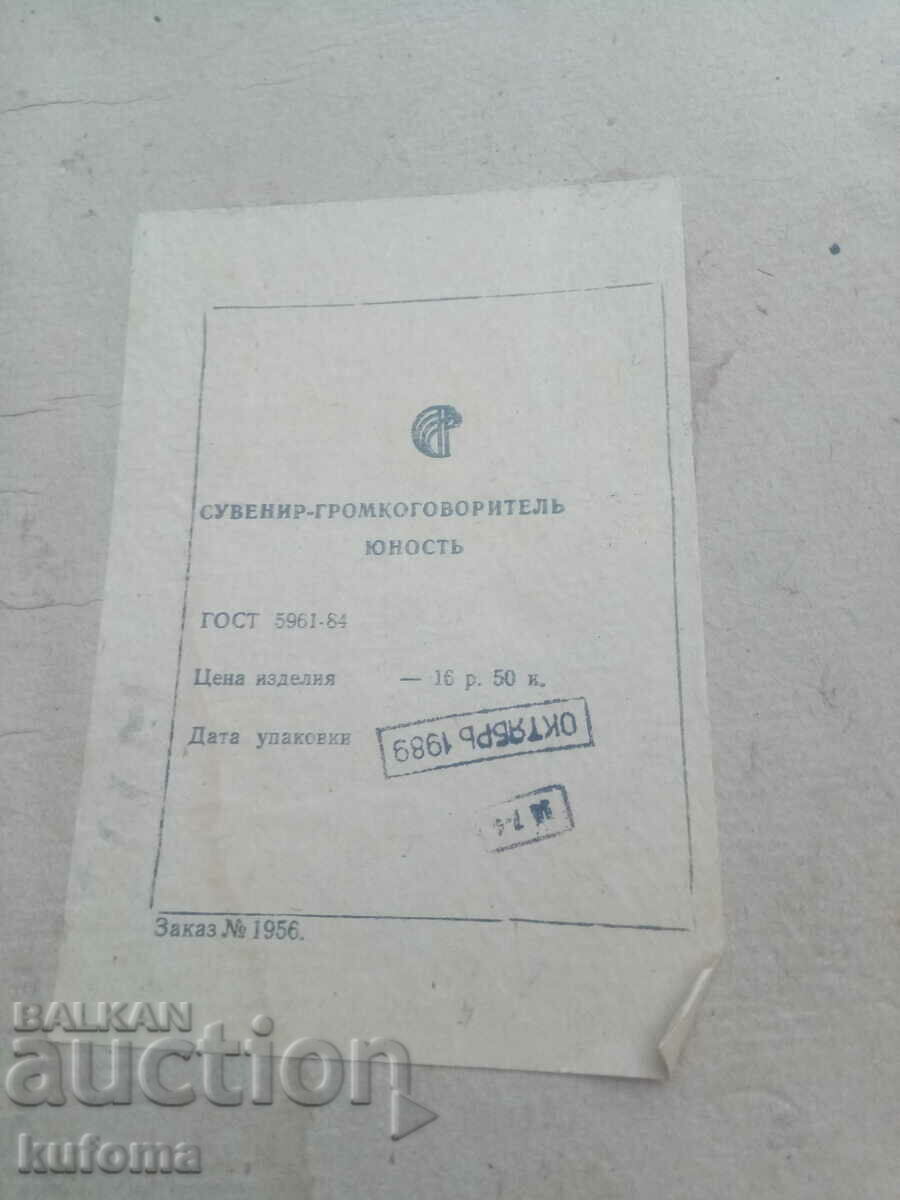 СУВЕНИР-ГРОМКОГОВОРИТЕЛЬ
ЮНОСТЬ
ГОСТ 5961-84
Цена изделия — 16 р. 50 к.
Дата упаковки ОКТЯБРЬ 1989
Заказ № 1956.
BALKAN
auction
kufoma